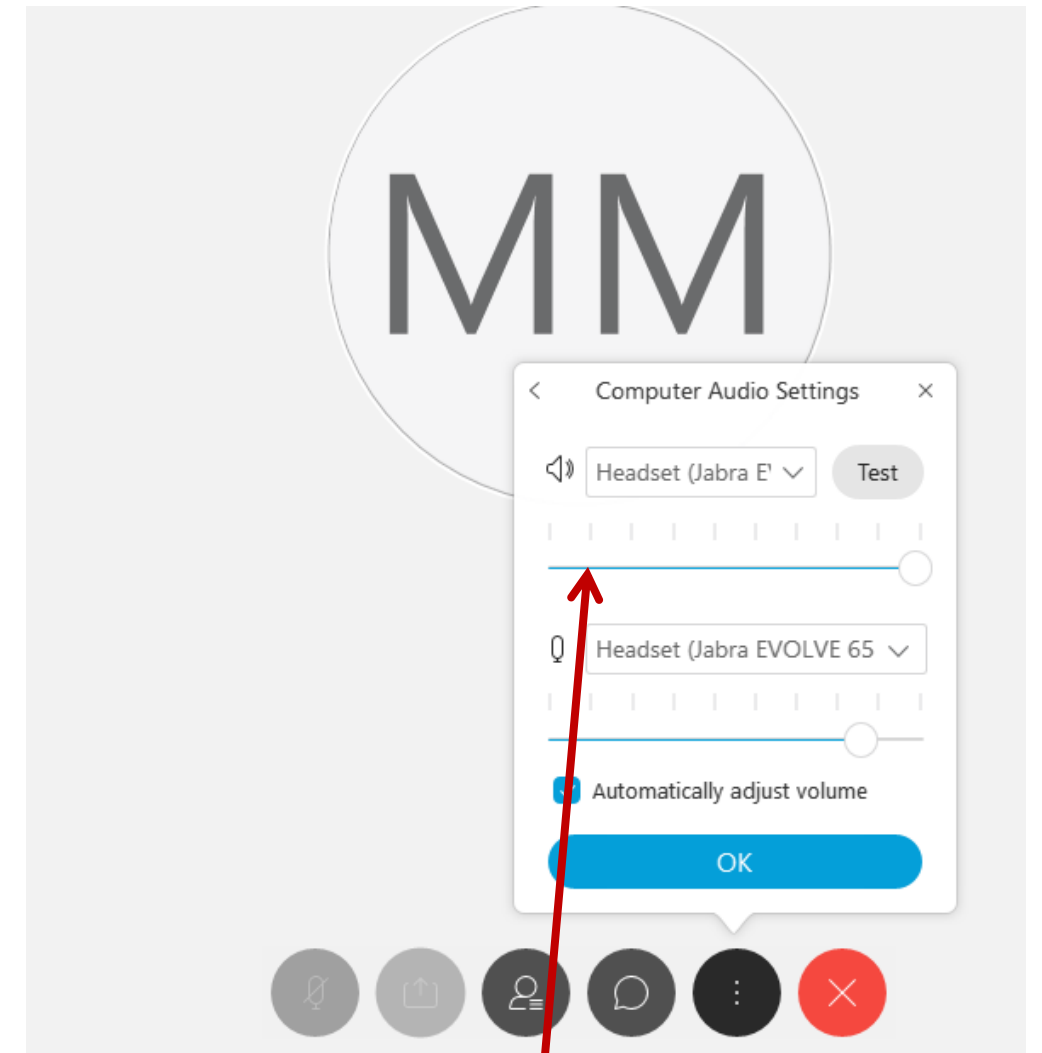 MM
Computer Audio Settings
Headset (Jabra E
Test
Headset (Jabra EVOLVE 65
Automatically adjust volume
OK